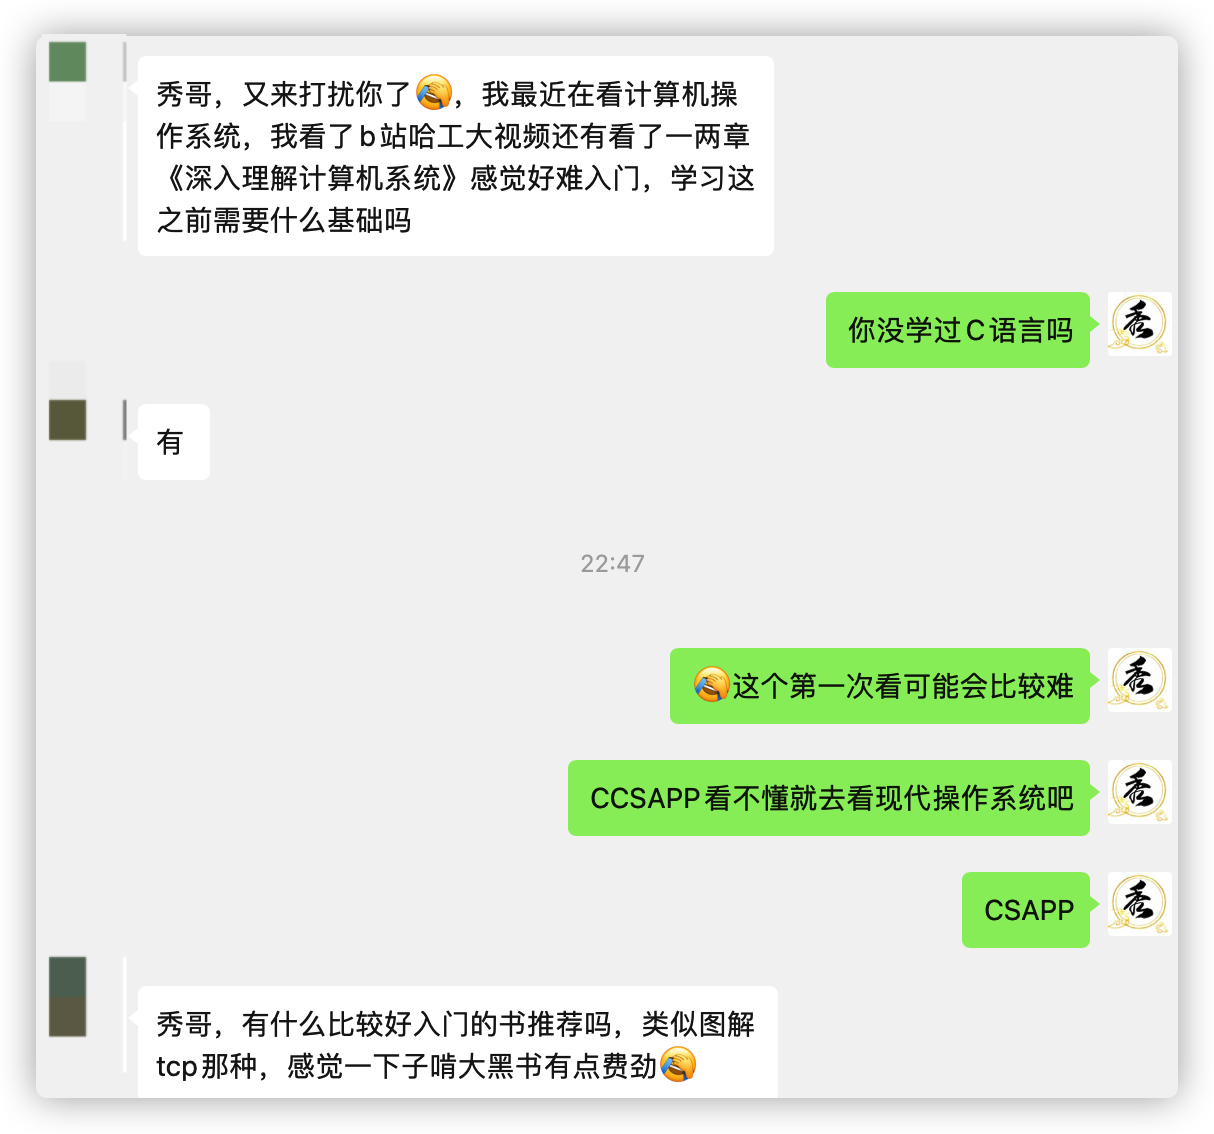 秀哥，又来打扰你了🤦，我最近在看计算机操
作系统，我看了b站哈工大视频还有看了一两章
《深入理解计算机系统》感觉好难入门，学习这
之前需要什么基础吗
你没学过C语言吗
秀
有
22:47
🤦这个第一次看可能会比较难
秀
CCSAPP看不懂就去看现代操作系统吧
秀
CSAPP
秀
秀哥，有什么比较好入门的书推荐吗，类似图解
tcp那种，感觉一下子啃大黑书有点费劲🤦